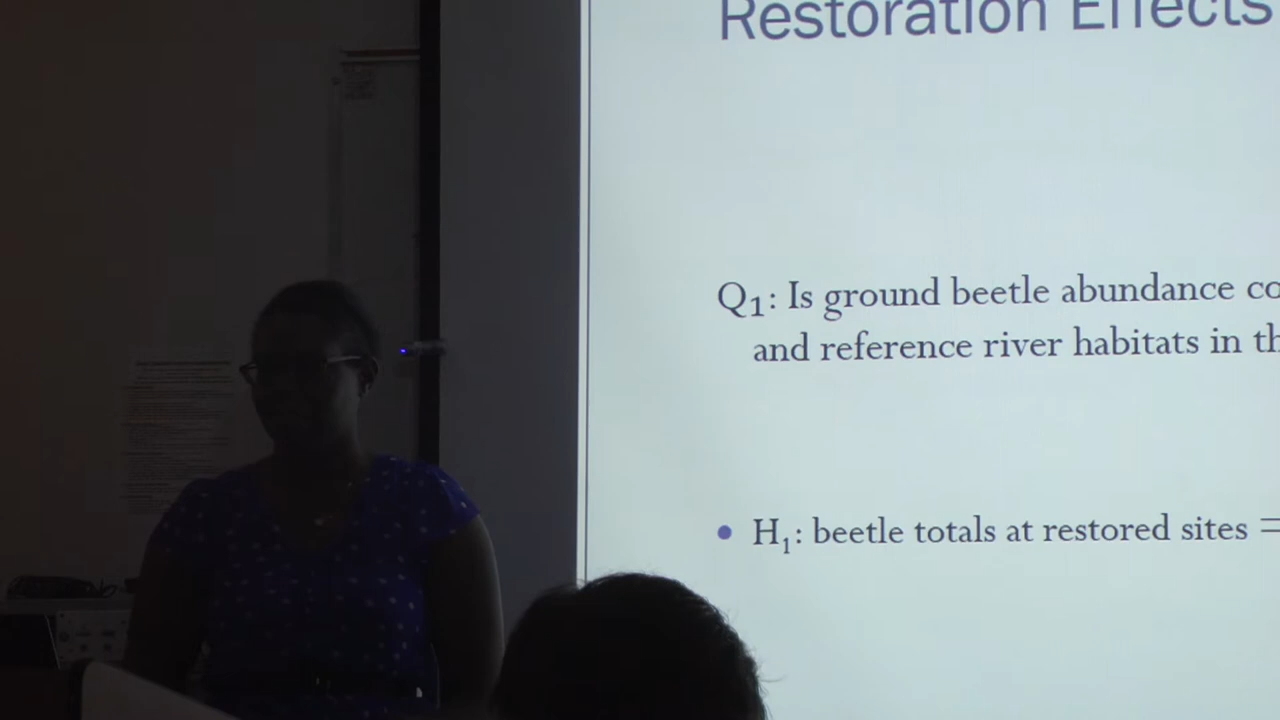 Restoration Effects
Q1: Is ground beetle abundance co
and reference river habitats in th
• H1: beetle totals at restored sites =